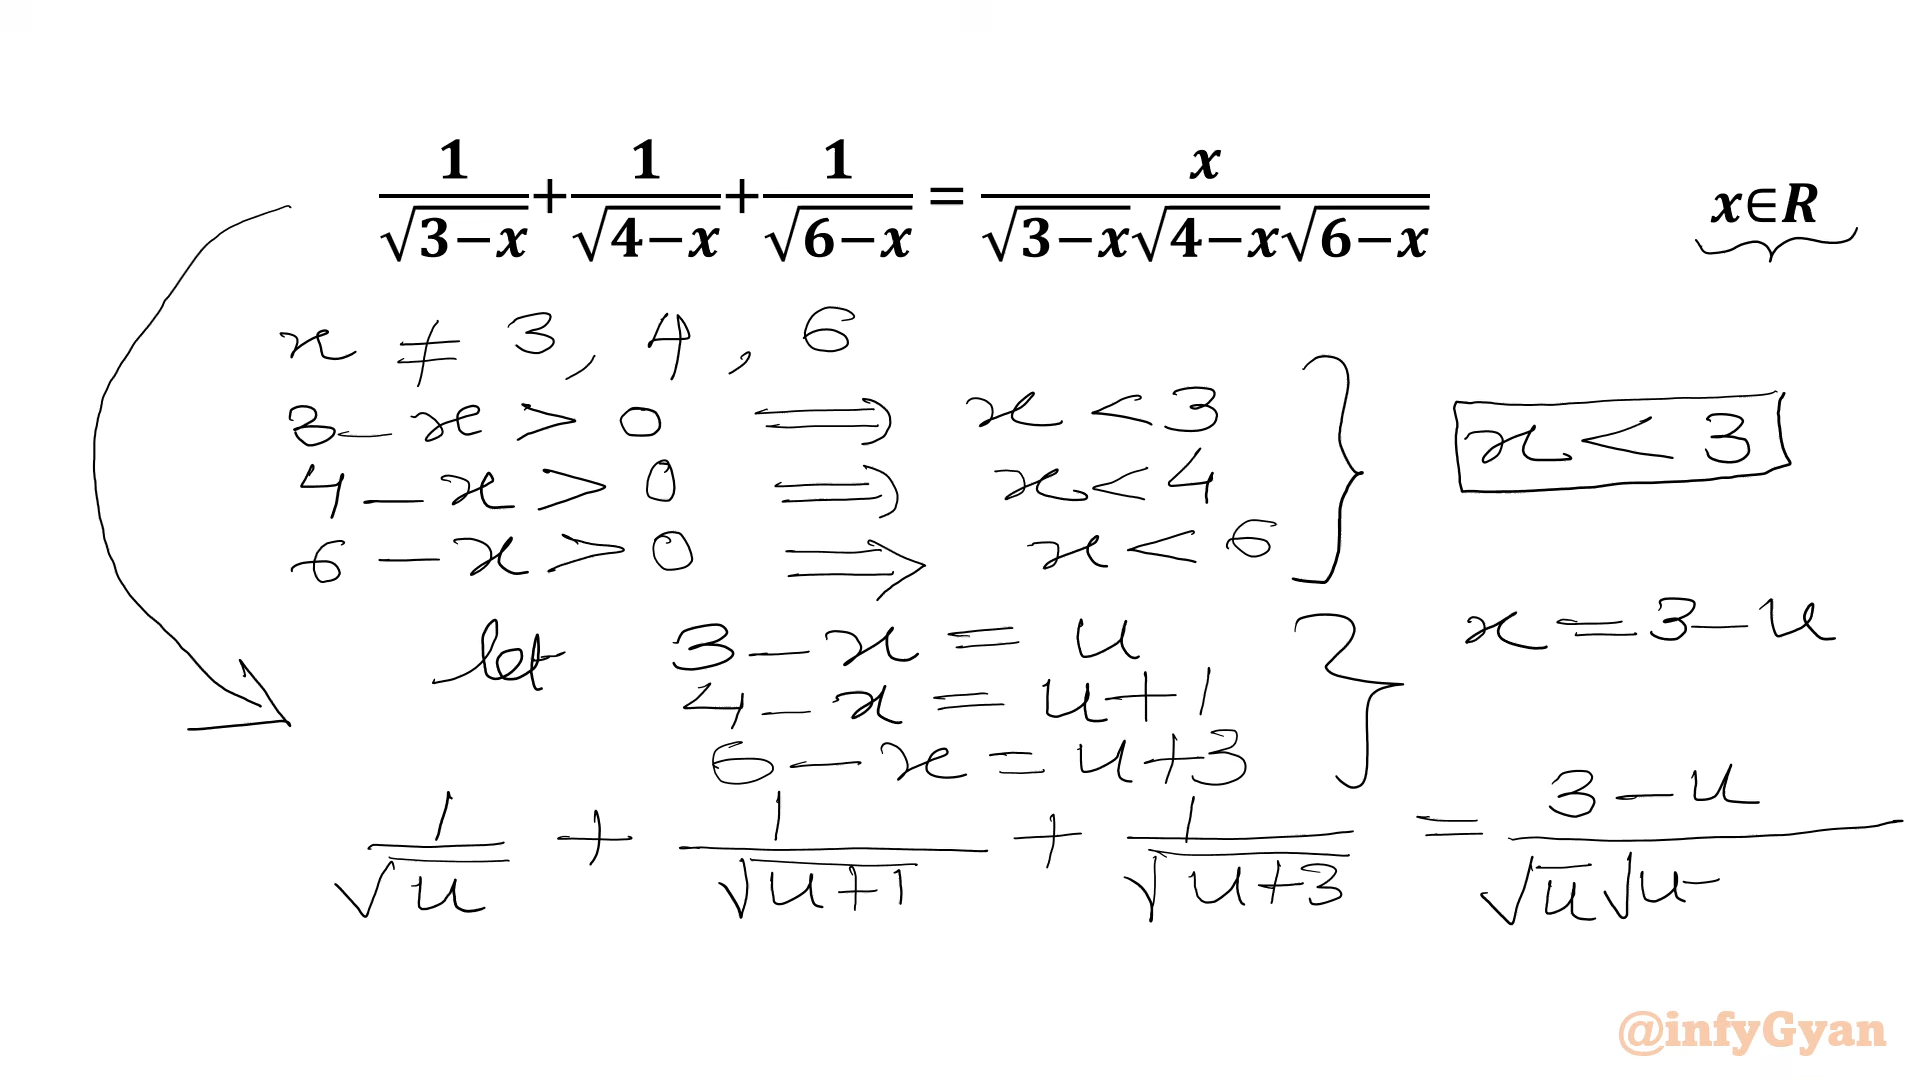 1/√(3−x) + 1/√(4−x) + 1/√(6−x) = x/(√(3−x)√(4−x)√(6−x)) x∈R
x ≠ 3, 4, 6
3 − x > 0 ⟹ x < 3
4 − x > 0 ⟹ x < 4
6 − x > 0 ⟹ x < 6
x < 3
let 3 − x = u
4 − x = u + 1
6 − x = u + 3
x = 3 − u
1/√u + 1/√(u+1) + 1/√(u+3) = (3 − u)/(√u √u−
@infyGyan